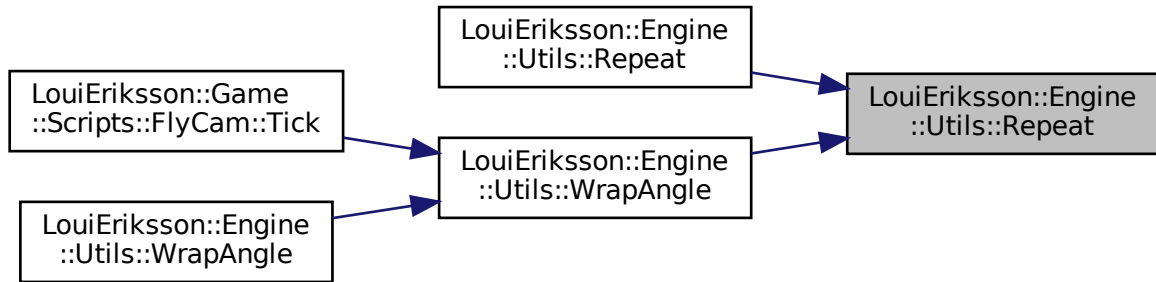 LouiEriksson::Engine
::Utils::Repeat
LouiEriksson::Game
::Scripts::FlyCam::Tick
LouiEriksson::Engine
::Utils::Repeat
LouiEriksson::Engine
::Utils::WrapAngle
LouiEriksson::Engine
::Utils::WrapAngle